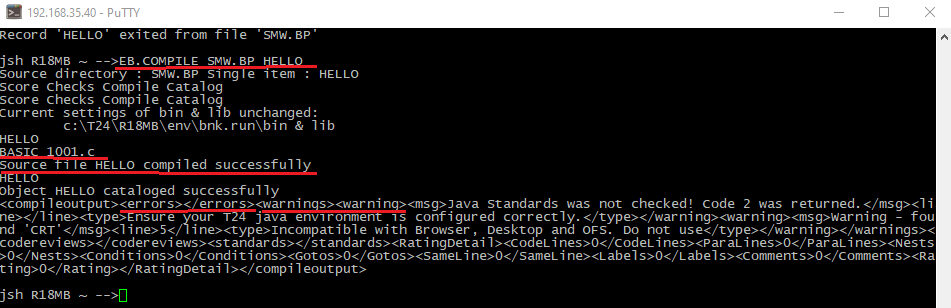 192.168.35.40 - PuTTY
Record 'HELLO' exited from file 'SMW.BP'
jsh R18MB ~ -->EB.COMPILE SMW.BP HELLO
Source directory : SMW.BP Single item : HELLO
Score Checks Compile Catalog
Score Checks Compile Catalog
Current settings of bin & lib unchanged:
c:\T24\R18MB\env\bnk.run\bin & lib
HELLO
BASIC_1001.c
Source file HELLO compiled successfully
HELLO
Object HELLO cataloged successfully
<compileoutput><errors></errors><warnings><warning><msg>Java Standards was not checked! Code 2 was returned.</msg><li
ne></line><type>Ensure your T24 java environment is configured correctly.</type></warning><warning><msg>Warning - fou
nd 'CRT'</msg><line>5</line><type>Incompatible with Browser, Desktop and OFS. Do not use</type></warning></warnings><
codereviews></codereviews><standards></standards><RatingDetail><CodeLines>0</CodeLines><ParaLines>0</ParaLines><Nests
>0</Nests><Conditions>0</Conditions><Gotos>0</Gotos><SameLine>0</SameLine><Labels>0</Labels><Comments>0</Comments><Ra
ting>0</Rating></RatingDetail></compileoutput>
jsh R18MB ~ -->